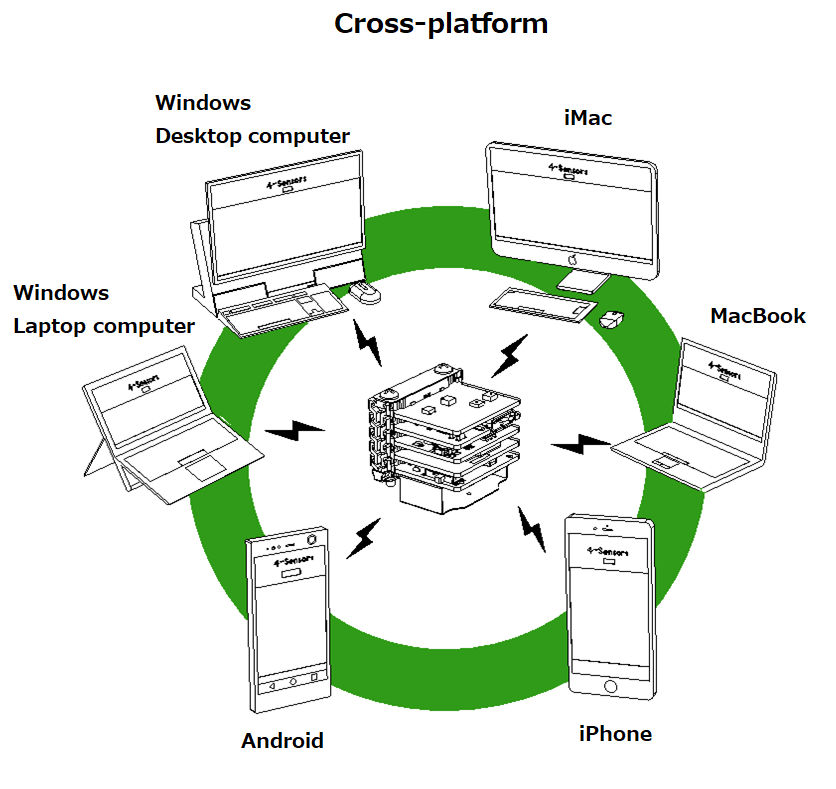 Cross-platform
Windows
Desktop computer
iMac
4-Sensors
4-Sensors
Windows
Laptop computer
MacBook
4-Sensors
4-Sensors
4-Sensors
4-Sensors
Android
iPhone